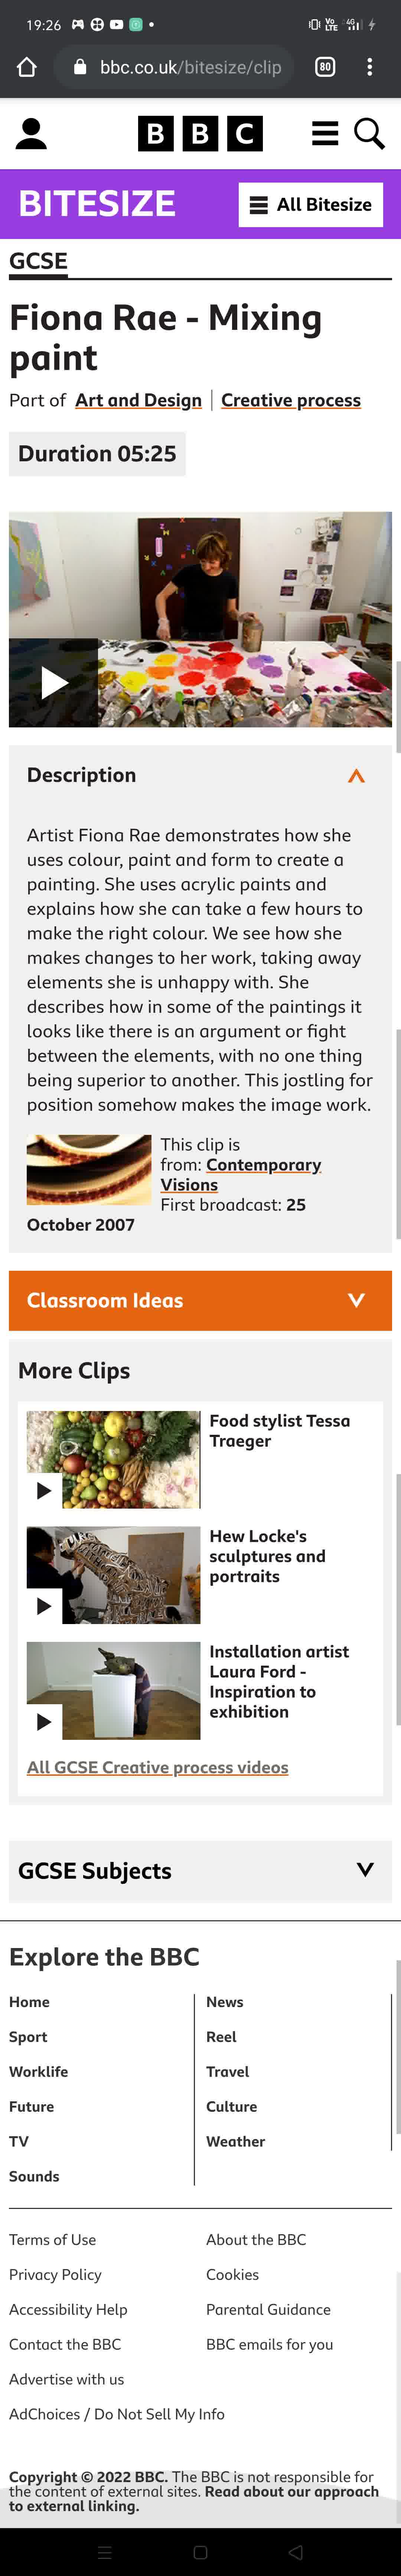 19:26
Vo LTE 4G
bbc.co.uk/bitesize/clip
80
BBC
BITESIZE
All Bitesize
GCSE
Fiona Rae - Mixing
paint
Part of Art and Design | Creative process
Duration 05:25
Description
Artist Fiona Rae demonstrates how she
uses colour, paint and form to create a
painting. She uses acrylic paints and
explains how she can take a few hours to
make the right colour. We see how she
makes changes to her work, taking away
elements she is unhappy with. She
describes how in some of the paintings it
looks like there is an argument or fight
between the elements, with no one thing
being superior to another. This jostling for
position somehow makes the image work.
This clip is
from: Contemporary
Visions
First broadcast: 25
October 2007
Classroom Ideas
More Clips
Food stylist Tessa
Traeger
Hew Locke's
sculptures and
portraits
Installation artist
Laura Ford -
Inspiration to
exhibition
All GCSE Creative process videos
GCSE Subjects
Explore the BBC
Home
News
Sport
Reel
Worklife
Travel
Future
Culture
TV
Weather
Sounds
Terms of Use
About the BBC
Privacy Policy
Cookies
Accessibility Help
Parental Guidance
Contact the BBC
BBC emails for you
Advertise with us
AdChoices / Do Not Sell My Info
Copyright © 2022 BBC. The BBC is not responsible for
the content of external sites. Read about our approach
to external linking.